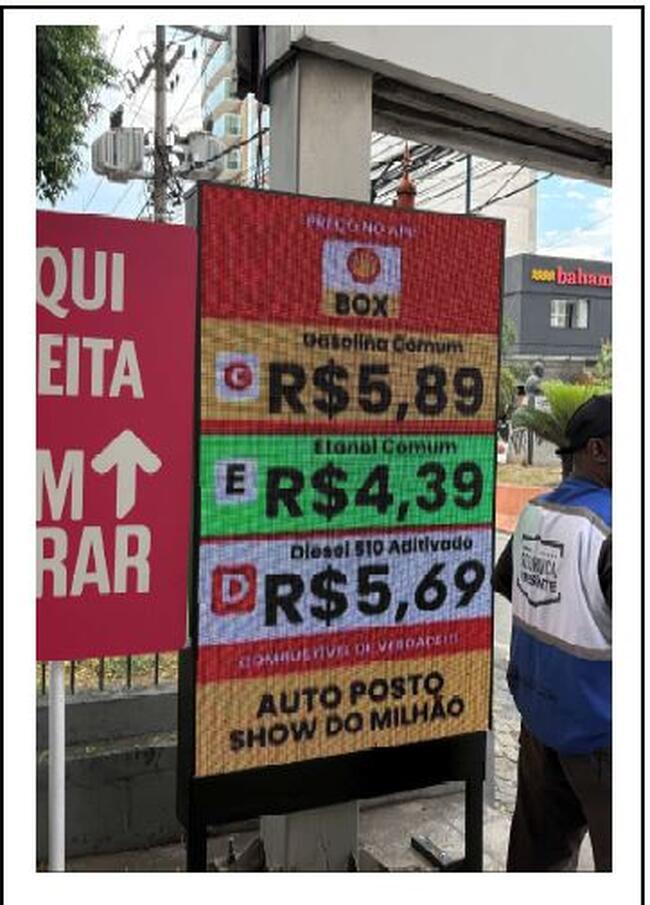 QUI
EITA
M
RAR
PREÇO NO APP
BOX
Gasolina Comum
C R$5,89
Etanol Comum
E R$4,39
Diesel S10 Aditivado
D R$5,69
COMBUSTÍVEL DE VERDADE!!!
AUTO POSTO
SHOW DO MILHÃO
baham